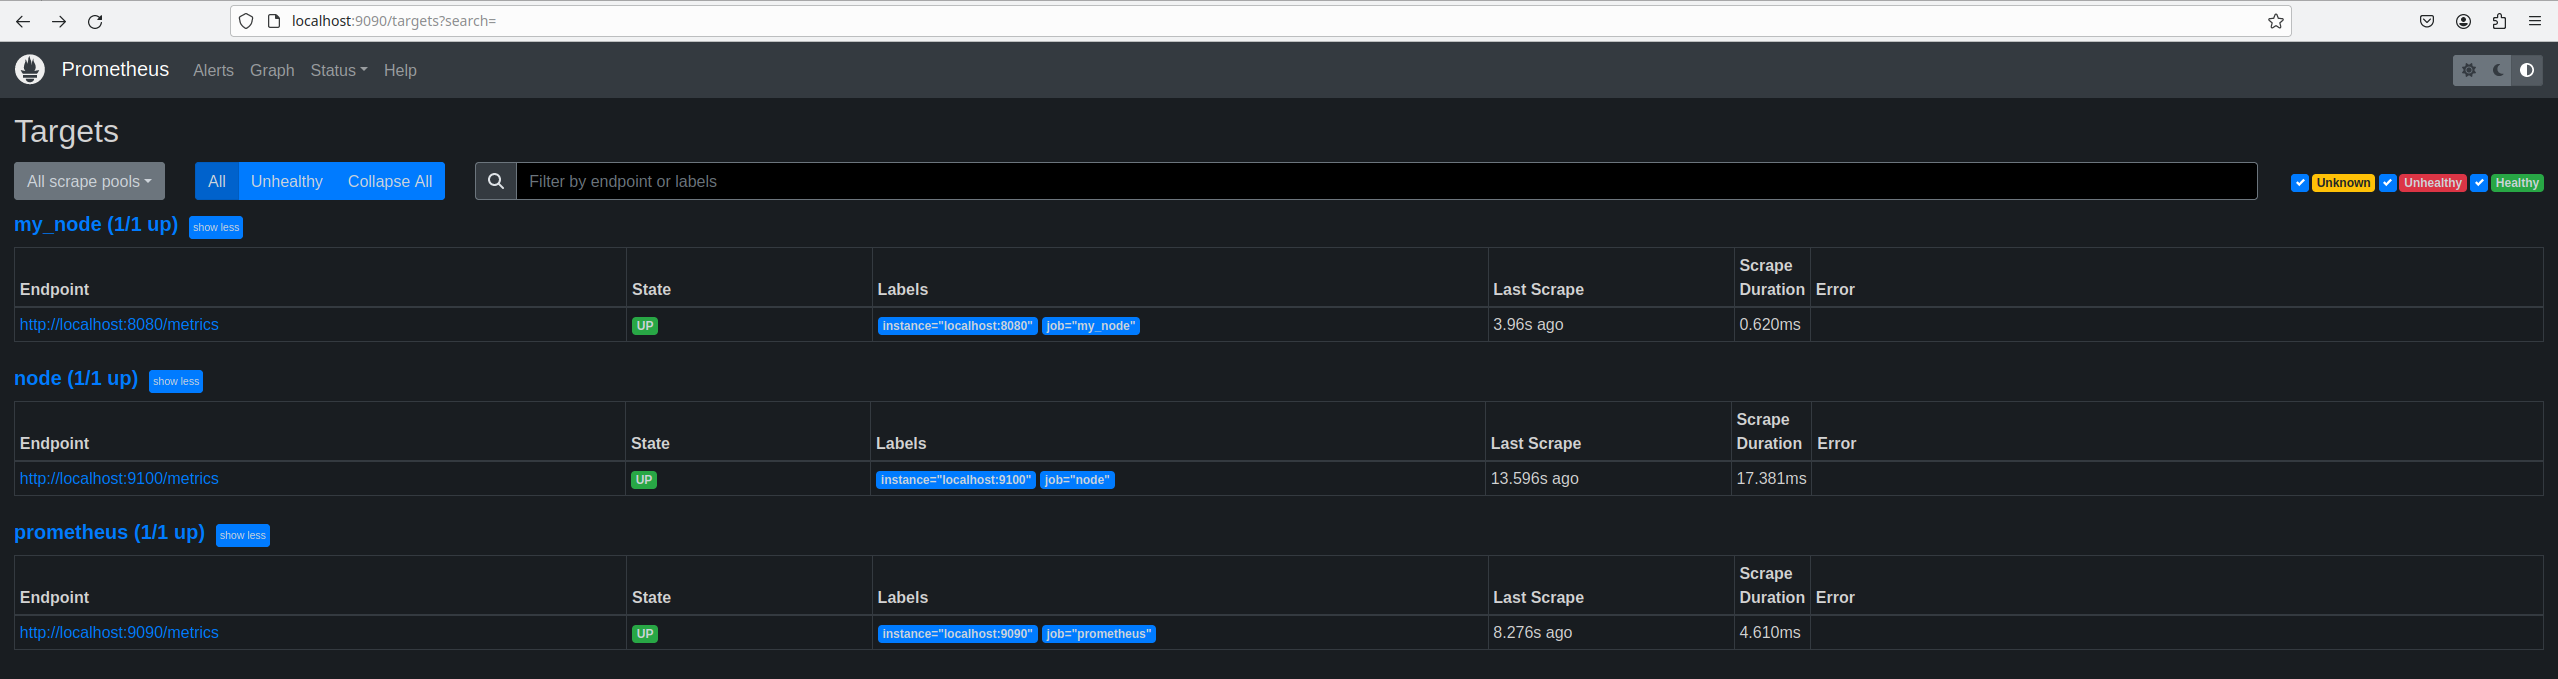 localhost:9090/targets?search=
Prometheus Alerts Graph Status Help
Targets
All scrape pools All Unhealthy Collapse All Filter by endpoint or labels Unknown Unhealthy Healthy
my_node (1/1 up) show less
Endpoint State Labels Last Scrape Scrape Duration Error
http://localhost:8080/metrics UP instance="localhost:8080" job="my_node" 3.96s ago 0.620ms
node (1/1 up) show less
Endpoint State Labels Last Scrape Scrape Duration Error
http://localhost:9100/metrics UP instance="localhost:9100" job="node" 13.596s ago 17.381ms
prometheus (1/1 up) show less
Endpoint State Labels Last Scrape Scrape Duration Error
http://localhost:9090/metrics UP instance="localhost:9090" job="prometheus" 8.276s ago 4.610ms